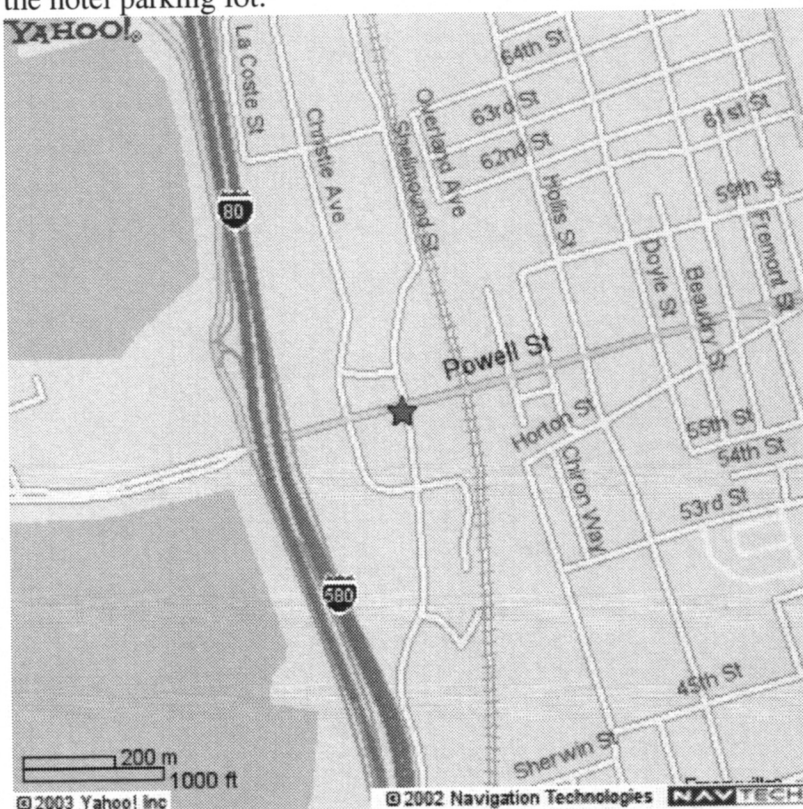 the hotel parking lot.
YAHOO!®
La Coste St
Christie Ave
Shellmound St
Overland Ave
64th St
63rd St
62nd St
61st St
Hollis St
59th St
Doyle St
Beaudry St
Fremont St
80
Powell St
Horton St
Chiron Way
55th St
54th St
53rd St
580
45th St
Sherwin St
200 m
1000 ft
© 2003 Yahoo! Inc
© 2002 Navigation Technologies NAVTECH